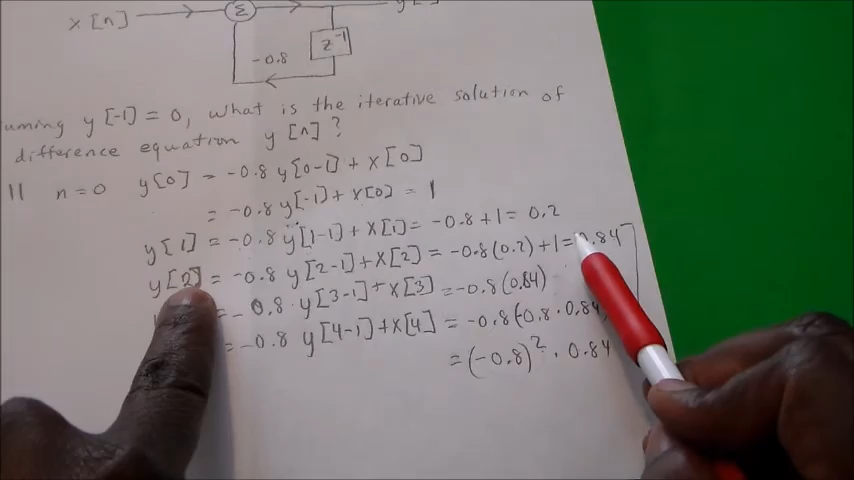 x[n] Σ
-0.8 z⁻¹
y[-1] = 0, what is the iterative solution of
difference equation y[n]?
n=0 y[0] = -0.8 y[0-1] + x[0]
= -0.8 y[-1] + x[0] = 1
y[1] = -0.8 y[1-1] + x[1] = -0.8 + 1 = 0.2
y[2] = -0.8 y[2-1] + x[2] = -0.8(0.2) + 1 = 0.84
= -0.8 · y[3-1] + x[3] = -0.8(0.84)
= -0.8 y[4-1] + x[4] = -0.8(-0.8 · 0.84
= (-0.8)² · 0.84